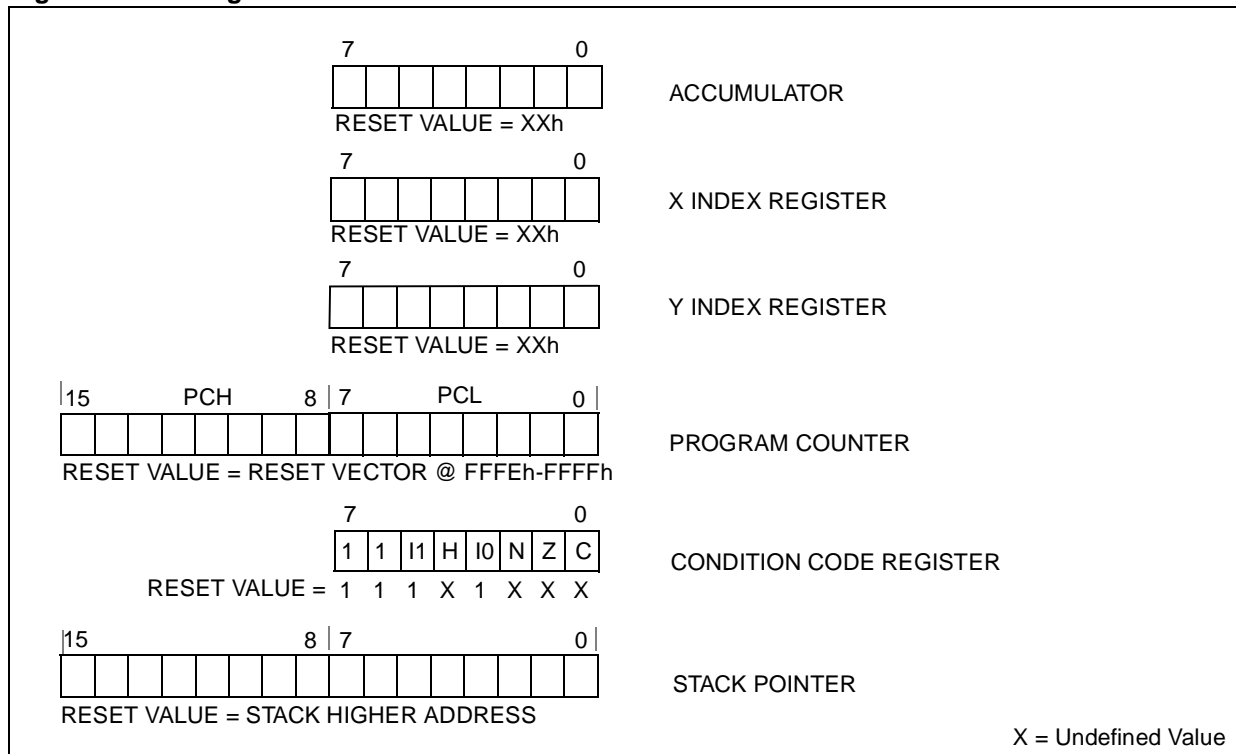 7 0
ACCUMULATOR
RESET VALUE = XXh
7 0
X INDEX REGISTER
RESET VALUE = XXh
7 0
Y INDEX REGISTER
RESET VALUE = XXh
15 PCH 8 7 PCL 0
PROGRAM COUNTER
RESET VALUE = RESET VECTOR @ FFFEh-FFFFh
7 0
1 1 I1 H I0 N Z C
CONDITION CODE REGISTER
RESET VALUE = 1 1 1 X 1 X X X
15 8 7 0
STACK POINTER
RESET VALUE = STACK HIGHER ADDRESS
X = Undefined Value